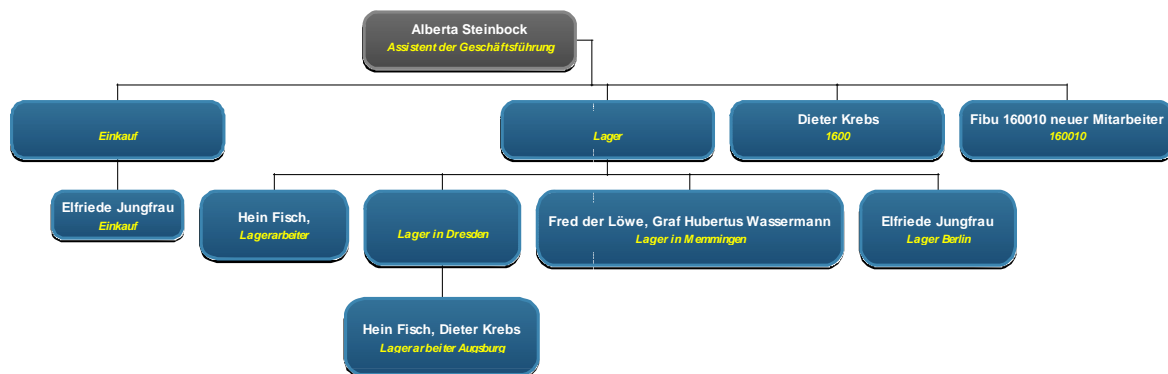 Alberta Steinbock
Assistent der Geschäftsführung
Einkauf
Lager
Dieter Krebs
1600
Fibu 160010 neuer Mitarbeiter
160010
Elfriede Jungfrau
Einkauf
Hein Fisch,
Lagerarbeiter
Lager in Dresden
Fred der Löwe, Graf Hubertus Wassermann
Lager in Memmingen
Elfriede Jungfrau
Lager Berlin
Hein Fisch, Dieter Krebs
Lagerarbeiter Augsburg